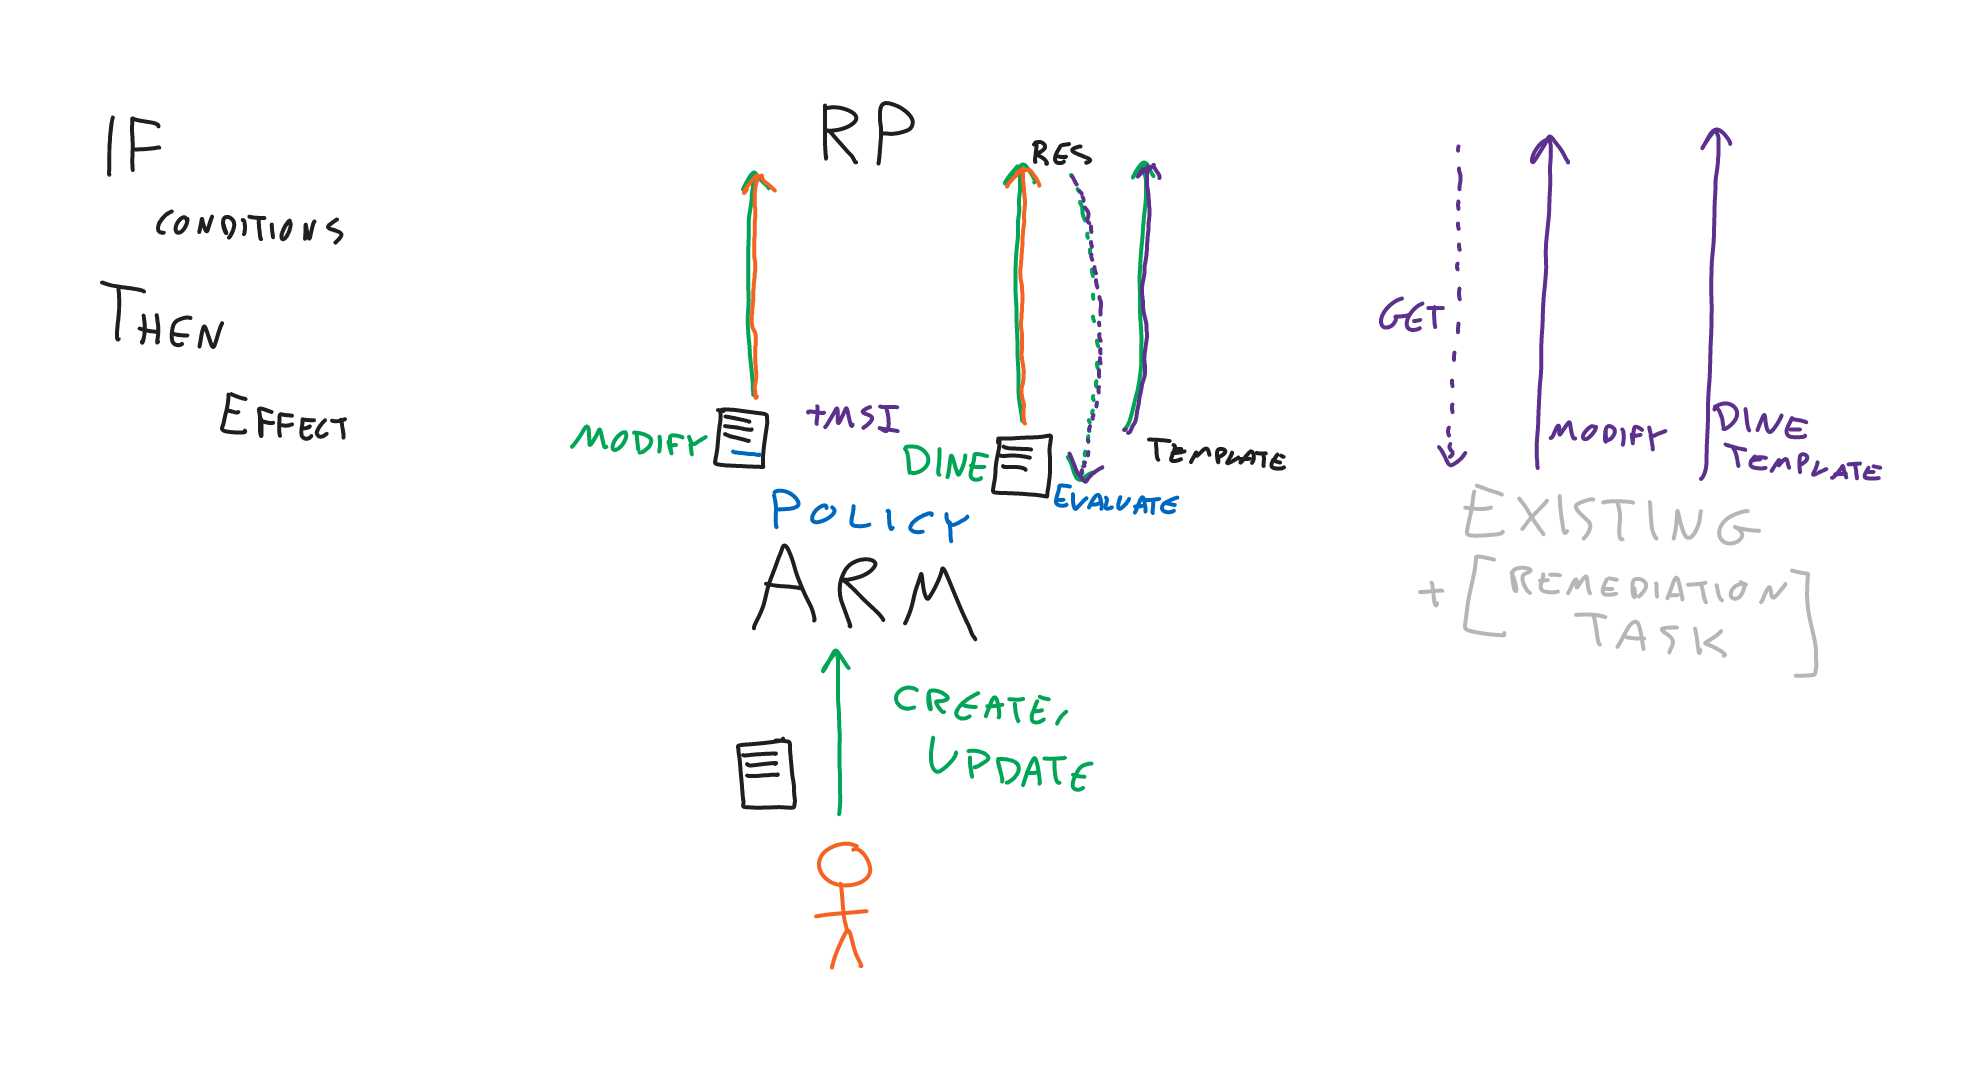 IF
CONDITIONS
THEN
EFFECT
RP
RES
MODIFY
+MSI
DINE
TEMPLATE
EVALUATE
POLICY
ARM
CREATE,
UPDATE
GET
MODIFY
DINE
TEMPLATE
EXISTING
+ [REMEDIATION
TASK]